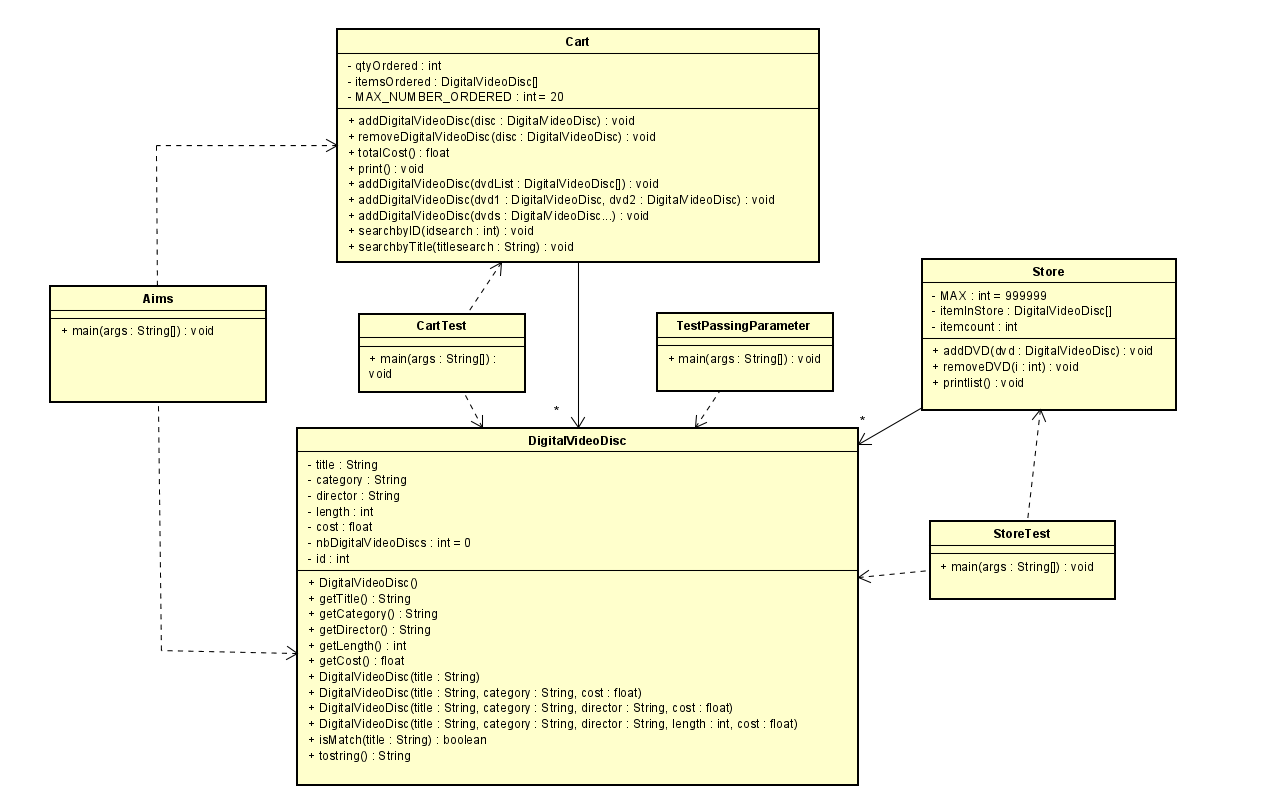 Cart
- qtyOrdered : int
- itemsOrdered : DigitalVideoDisc[]
- MAX_NUMBER_ORDERED : int = 20
+ addDigitalVideoDisc(disc : DigitalVideoDisc) : void
+ removeDigitalVideoDisc(disc : DigitalVideoDisc) : void
+ totalCost() : float
+ print() : void
+ addDigitalVideoDisc(dvdList : DigitalVideoDisc[]) : void
+ addDigitalVideoDisc(dvd1 : DigitalVideoDisc, dvd2 : DigitalVideoDisc) : void
+ addDigitalVideoDisc(dvds : DigitalVideoDisc...) : void
+ searchbyID(idsearch : int) : void
+ searchbyTitle(titlesearch : String) : void
Aims
+ main(args : String[]) : void
CartTest
+ main(args : String[]) :
void
TestPassingParameter
+ main(args : String[]) : void
Store
- MAX : int = 999999
- itemInStore : DigitalVideoDisc[]
- itemcount : int
+ addDVD(dvd : DigitalVideoDisc) : void
+ removeDVD(i : int) : void
+ printlist() : void
*
*
DigitalVideoDisc
- title : String
- category : String
- director : String
- length : int
- cost : float
- nbDigitalVideoDiscs : int = 0
- id : int
+ DigitalVideoDisc()
+ getTitle() : String
+ getCategory() : String
+ getDirector() : String
+ getLength() : int
+ getCost() : float
+ DigitalVideoDisc(title : String)
+ DigitalVideoDisc(title : String, category : String, cost : float)
+ DigitalVideoDisc(title : String, category : String, director : String, cost : float)
+ DigitalVideoDisc(title : String, category : String, director : String, length : int, cost : float)
+ isMatch(title : String) : boolean
+ tostring() : String
StoreTest
+ main(args : String[]) : void